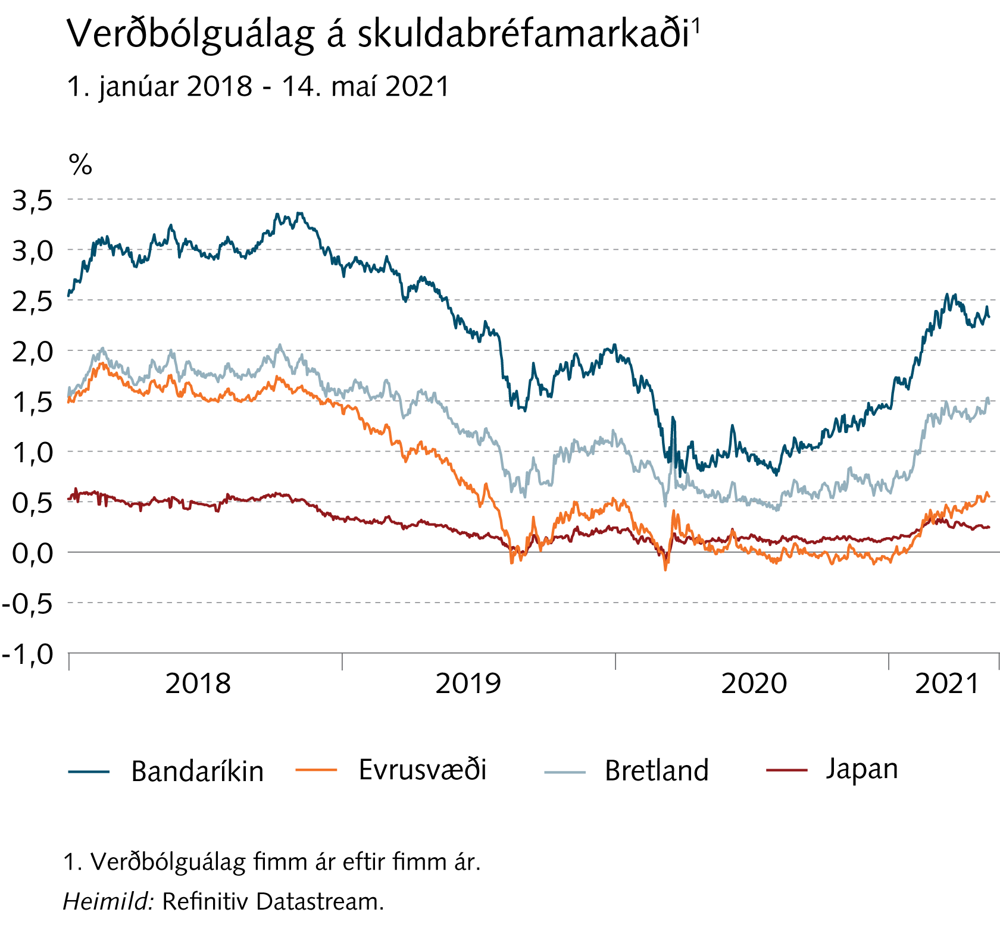 Verðbólguálag á skuldabréfamarkaði¹
1. janúar 2018 - 14. maí 2021
%
3,5
3,0
2,5
2,0
1,5
1,0
0,5
0,0
-0,5
-1,0
2018 2019 2020 2021
Bandaríkin Evrusvæði Bretland Japan
1. Verðbólguálag fimm ár eftir fimm ár.
Heimild: Refinitiv Datastream.